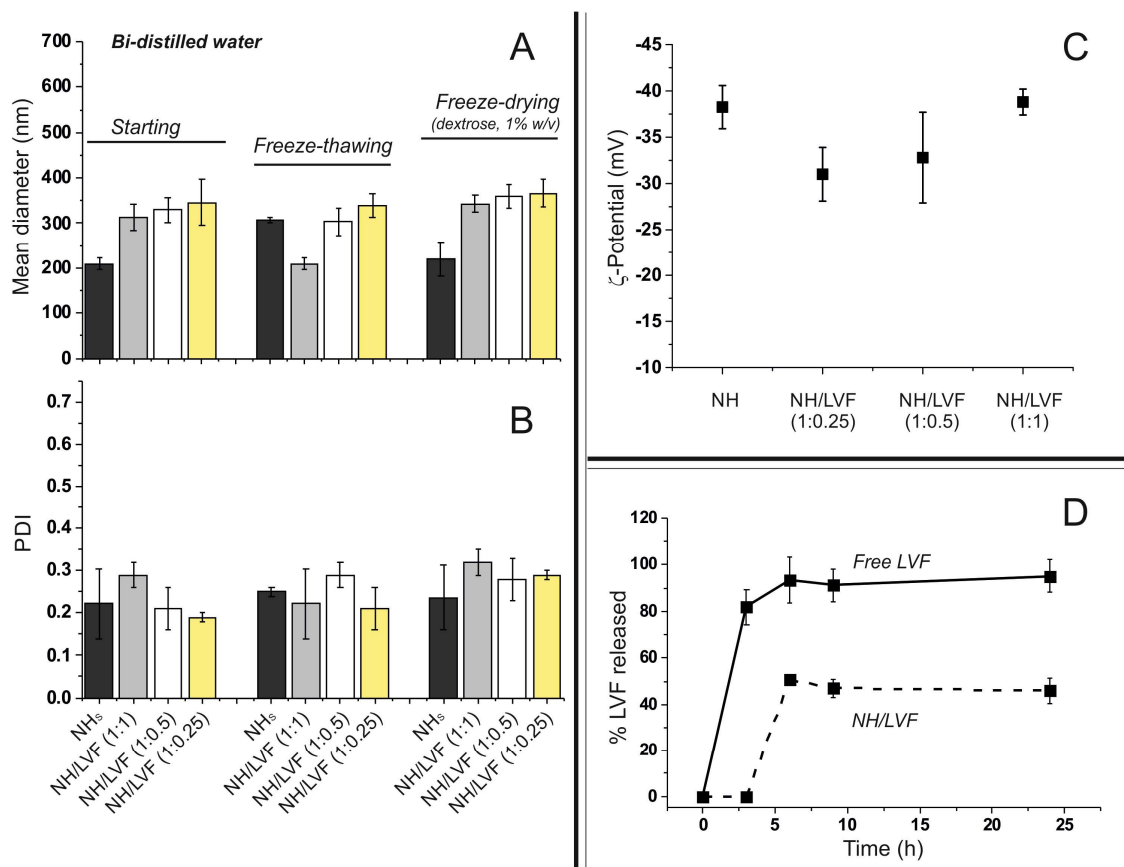 Bi-distilled water
A
Mean diameter (nm)
700
600
500
400
300
200
100
0
Starting
Freeze-thawing
Freeze-drying
(dextrose, 1% w/v)
B
PDI
0.7
0.6
0.5
0.4
0.3
0.2
0.1
0.0
NHs
NH/LVF (1:1)
NH/LVF (1:0.5)
NH/LVF (1:0.25)
NHs
NH/LVF (1:1)
NH/LVF (1:0.5)
NH/LVF (1:0.25)
NHs
NH/LVF (1:1)
NH/LVF (1:0.5)
NH/LVF (1:0.25)
C
ζ-Potential (mV)
-45
-40
-35
-30
-25
-20
-15
-10
NH
NH/LVF
(1:0.25)
NH/LVF
(1:0.5)
NH/LVF
(1:1)
D
% LVF released
120
100
80
60
40
20
0
Free LVF
NH/LVF
0
5
10
15
20
25
Time (h)